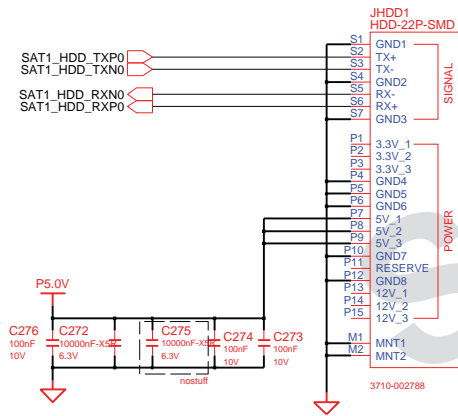 JHDD1
HDD-22P-SMD
SAT1_HDD_TXP0
SAT1_HDD_TXN0
SAT1_HDD_RXN0
SAT1_HDD_RXP0
S1 GND1
S2 TX+
S3 TX-
S4 GND2
S5 RX-
S6 RX+
S7 GND3
SIGNAL
P1 3.3V_1
P2 3.3V_2
P3 3.3V_3
P4 GND4
P5 GND5
P6 GND6
P7 5V_1
P8 5V_2
P9 5V_3
P10 GND7
P11 RESERVE
P12 GND8
P13 12V_1
P14 12V_2
P15 12V_3
POWER
M1 MNT1
M2 MNT2
3710-002788
P5.0V
C276 100nF 10V
C272 10000nF-X5R 6.3V
C275 10000nF-X5R 6.3V
nostuff
C274 100nF 10V
C273 100nF 10V